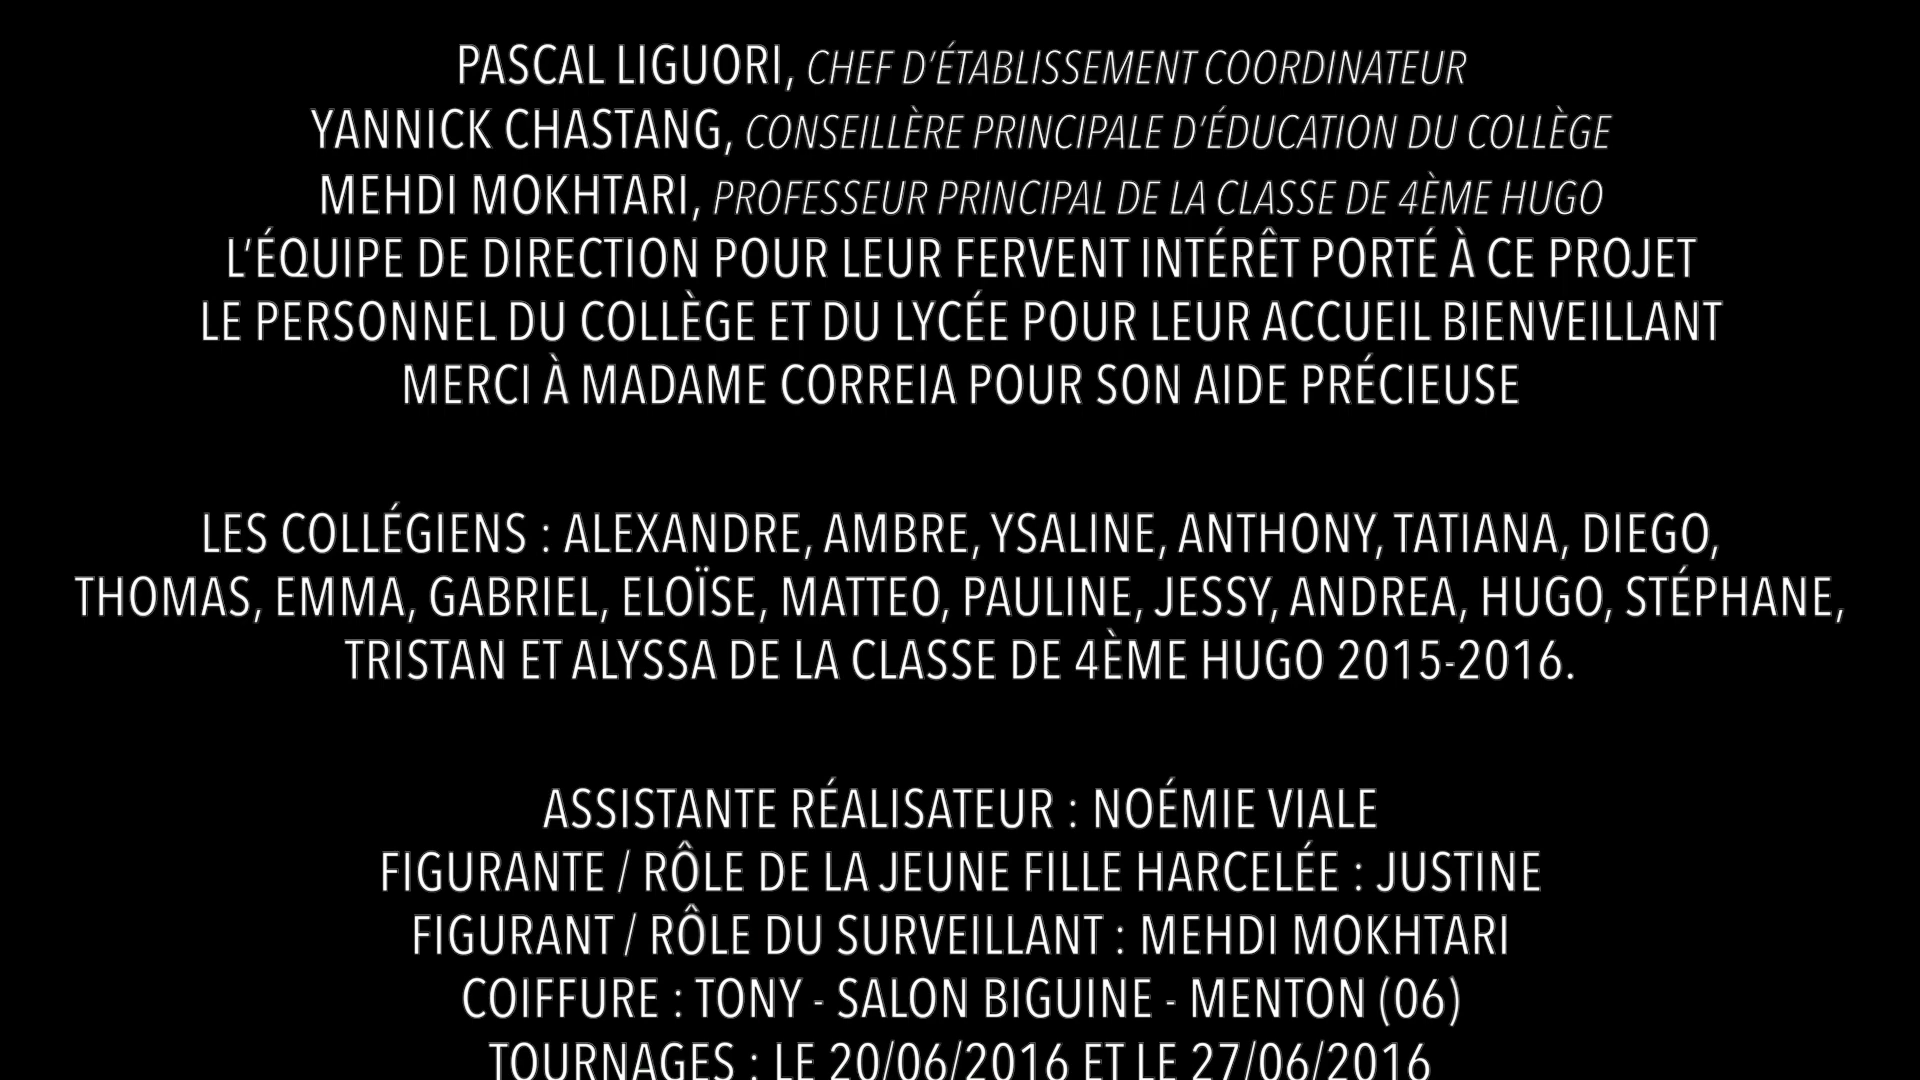 PASCAL LIGUORI, CHEF D'ÉTABLISSEMENT COORDINATEUR
YANNICK CHASTANG, CONSEILLÈRE PRINCIPALE D'ÉDUCATION DU COLLÈGE
MEHDI MOKHTARI, PROFESSEUR PRINCIPAL DE LA CLASSE DE 4ÈME HUGO
L'ÉQUIPE DE DIRECTION POUR LEUR FERVENT INTÉRÊT PORTÉ À CE PROJET
LE PERSONNEL DU COLLÈGE ET DU LYCÉE POUR LEUR ACCUEIL BIENVEILLANT
MERCI À MADAME CORREIA POUR SON AIDE PRÉCIEUSE
LES COLLÉGIENS : ALEXANDRE, AMBRE, YSALINE, ANTHONY, TATIANA, DIEGO,
THOMAS, EMMA, GABRIEL, ELOÏSE, MATTEO, PAULINE, JESSY, ANDREA, HUGO, STÉPHANE,
TRISTAN ET ALYSSA DE LA CLASSE DE 4ÈME HUGO 2015-2016.
ASSISTANTE RÉALISATEUR : NOÉMIE VIALE
FIGURANTE / RÔLE DE LA JEUNE FILLE HARCELÉE : JUSTINE
FIGURANT / RÔLE DU SURVEILLANT : MEHDI MOKHTARI
COIFFURE : TONY - SALON BIGUINE - MENTON (06)
TOURNAGES : LE 20/06/2016 ET LE 27/06/2016